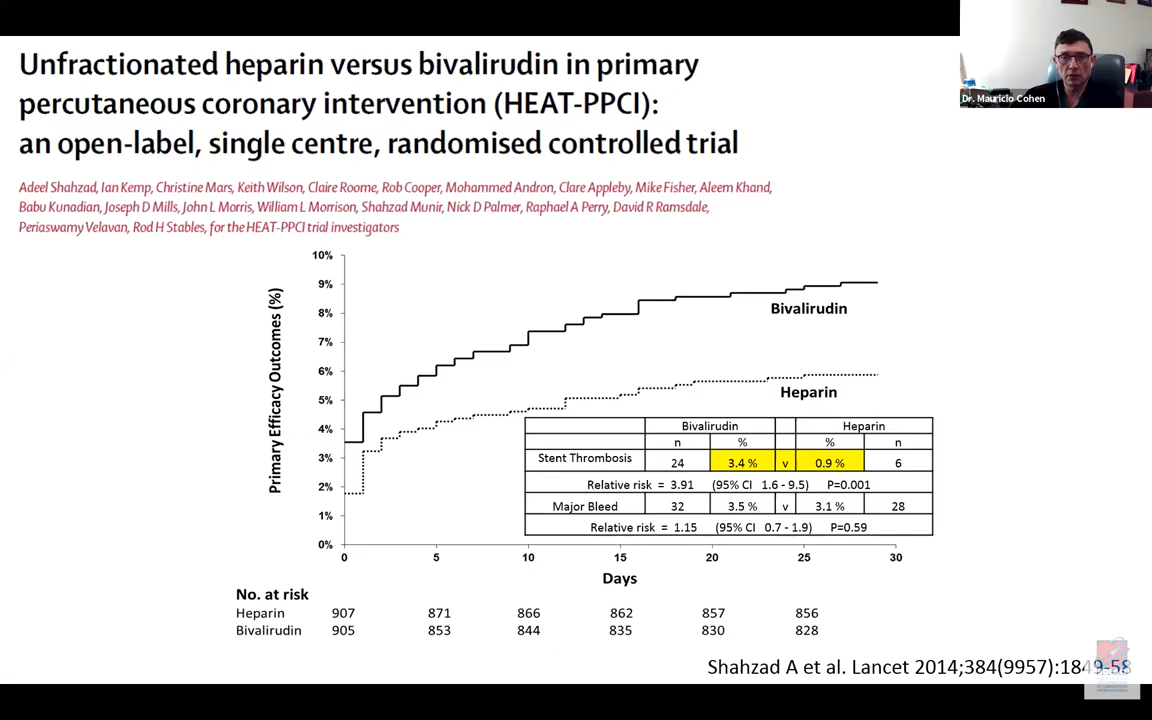 Dr. Mauricio Cohen
Unfractionated heparin versus bivalirudin in primary
percutaneous coronary intervention (HEAT-PPCI):
an open-label, single centre, randomised controlled trial
Adeel Shahzad, Ian Kemp, Christine Mars, Keith Wilson, Claire Roome, Rob Cooper, Mohammed Andron, Clare Appleby, Mike Fisher, Aleem Khand,
Babu Kunadian, Joseph D Mills, John L Morris, William L Morrison, Shahzad Munir, Nick D Palmer, Raphael A Perry, David R Ramsdale,
Periaswamy Velavan, Rod H Stables, for the HEAT-PPCI trial investigators
Primary Efficacy Outcomes (%)
10%
9%
8%
7%
6%
5%
4%
3%
2%
1%
0%
Bivalirudin
Heparin
Bivalirudin Heparin
n % % n
Stent Thrombosis 24 3.4 % v 0.9 % 6
Relative risk = 3.91 (95% CI 1.6 - 9.5) P=0.001
Major Bleed 32 3.5 % v 3.1 % 28
Relative risk = 1.15 (95% CI 0.7 - 1.9) P=0.59
0 5 10 15 20 25 30
Days
No. at risk
Heparin 907 871 866 862 857 856
Bivalirudin 905 853 844 835 830 828
Shahzad A et al. Lancet 2014;384(9957):1849-58